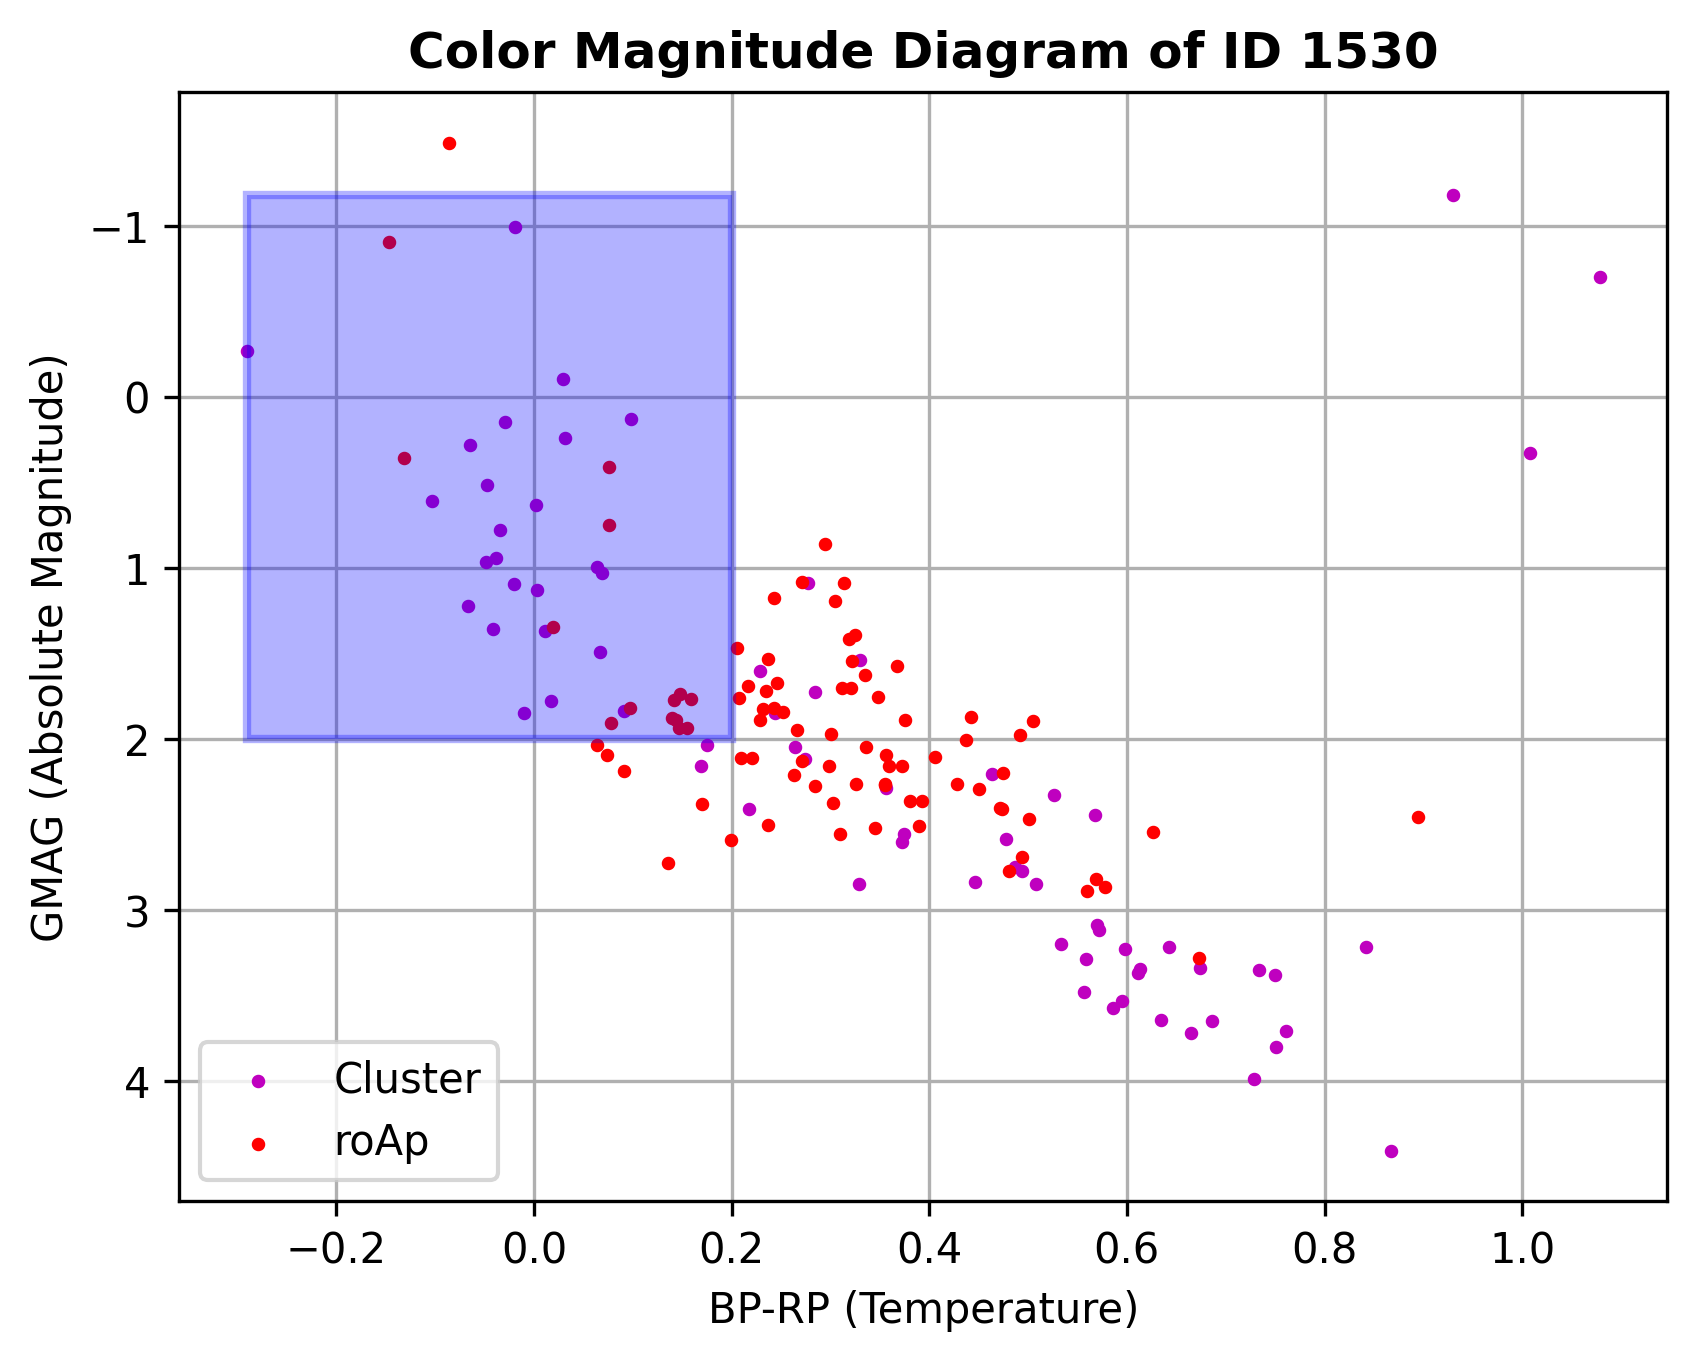 Color Magnitude Diagram of ID 1530
−1
0
1
2
3
4
GMAG (Absolute Magnitude)
Cluster
roAp
−0.2 0.0 0.2 0.4 0.6 0.8 1.0
BP-RP (Temperature)